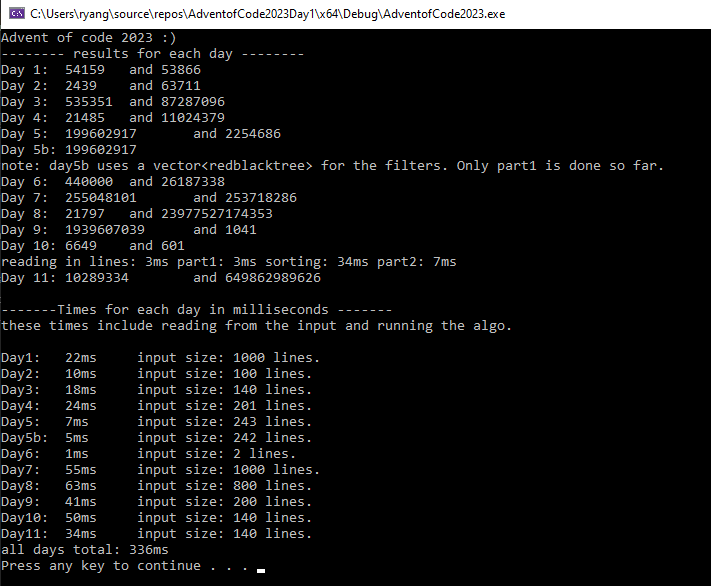 C:\Users\ryang\source\repos\AdventofCode2023Day1\x64\Debug\AdventofCode2023.exe
Advent of code 2023 :)
-------- results for each day --------
Day 1:  54159   and 53866
Day 2:  2439    and 63711
Day 3:  535351  and 87287096
Day 4:  21485   and 11024379
Day 5:  199602917       and 2254686
Day 5b: 199602917
note: day5b uses a vector<redblacktree> for the filters. Only part1 is done so far.
Day 6:  440000  and 26187338
Day 7:  255048101       and 253718286
Day 8:  21797   and 23977527174353
Day 9:  1939607039      and 1041
Day 10: 6649    and 601
reading in lines: 3ms part1: 3ms sorting: 34ms part2: 7ms
Day 11: 10289334        and 649862989626
-------Times for each day in milliseconds -------
these times include reading from the input and running the algo.
Day1:   22ms     input size: 1000 lines.
Day2:   10ms     input size: 100 lines.
Day3:   18ms     input size: 140 lines.
Day4:   24ms     input size: 201 lines.
Day5:   7ms      input size: 243 lines.
Day5b:  5ms      input size: 242 lines.
Day6:   1ms      input size: 2 lines.
Day7:   55ms     input size: 1000 lines.
Day8:   63ms     input size: 800 lines.
Day9:   41ms     input size: 200 lines.
Day10:  50ms     input size: 140 lines.
Day11:  34ms     input size: 140 lines.
all days total: 336ms
Press any key to continue . . .